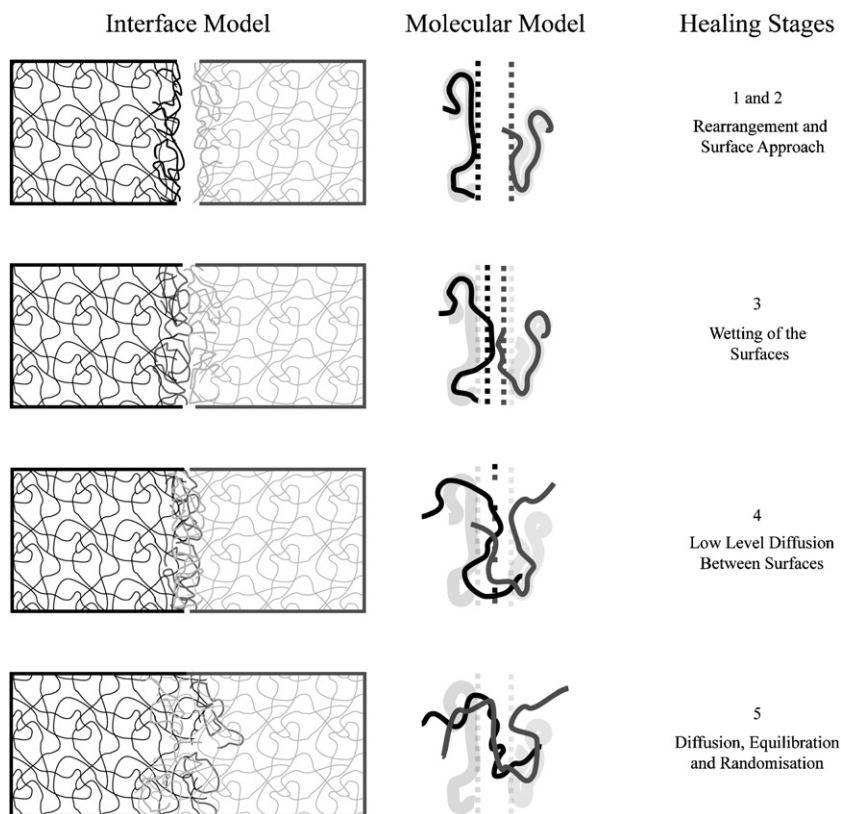 Interface Model
Molecular Model
Healing Stages
1 and 2
Rearrangement and
Surface Approach
3
Wetting of the
Surfaces
4
Low Level Diffusion
Between Surfaces
5
Diffusion, Equilibration
and Randomisation